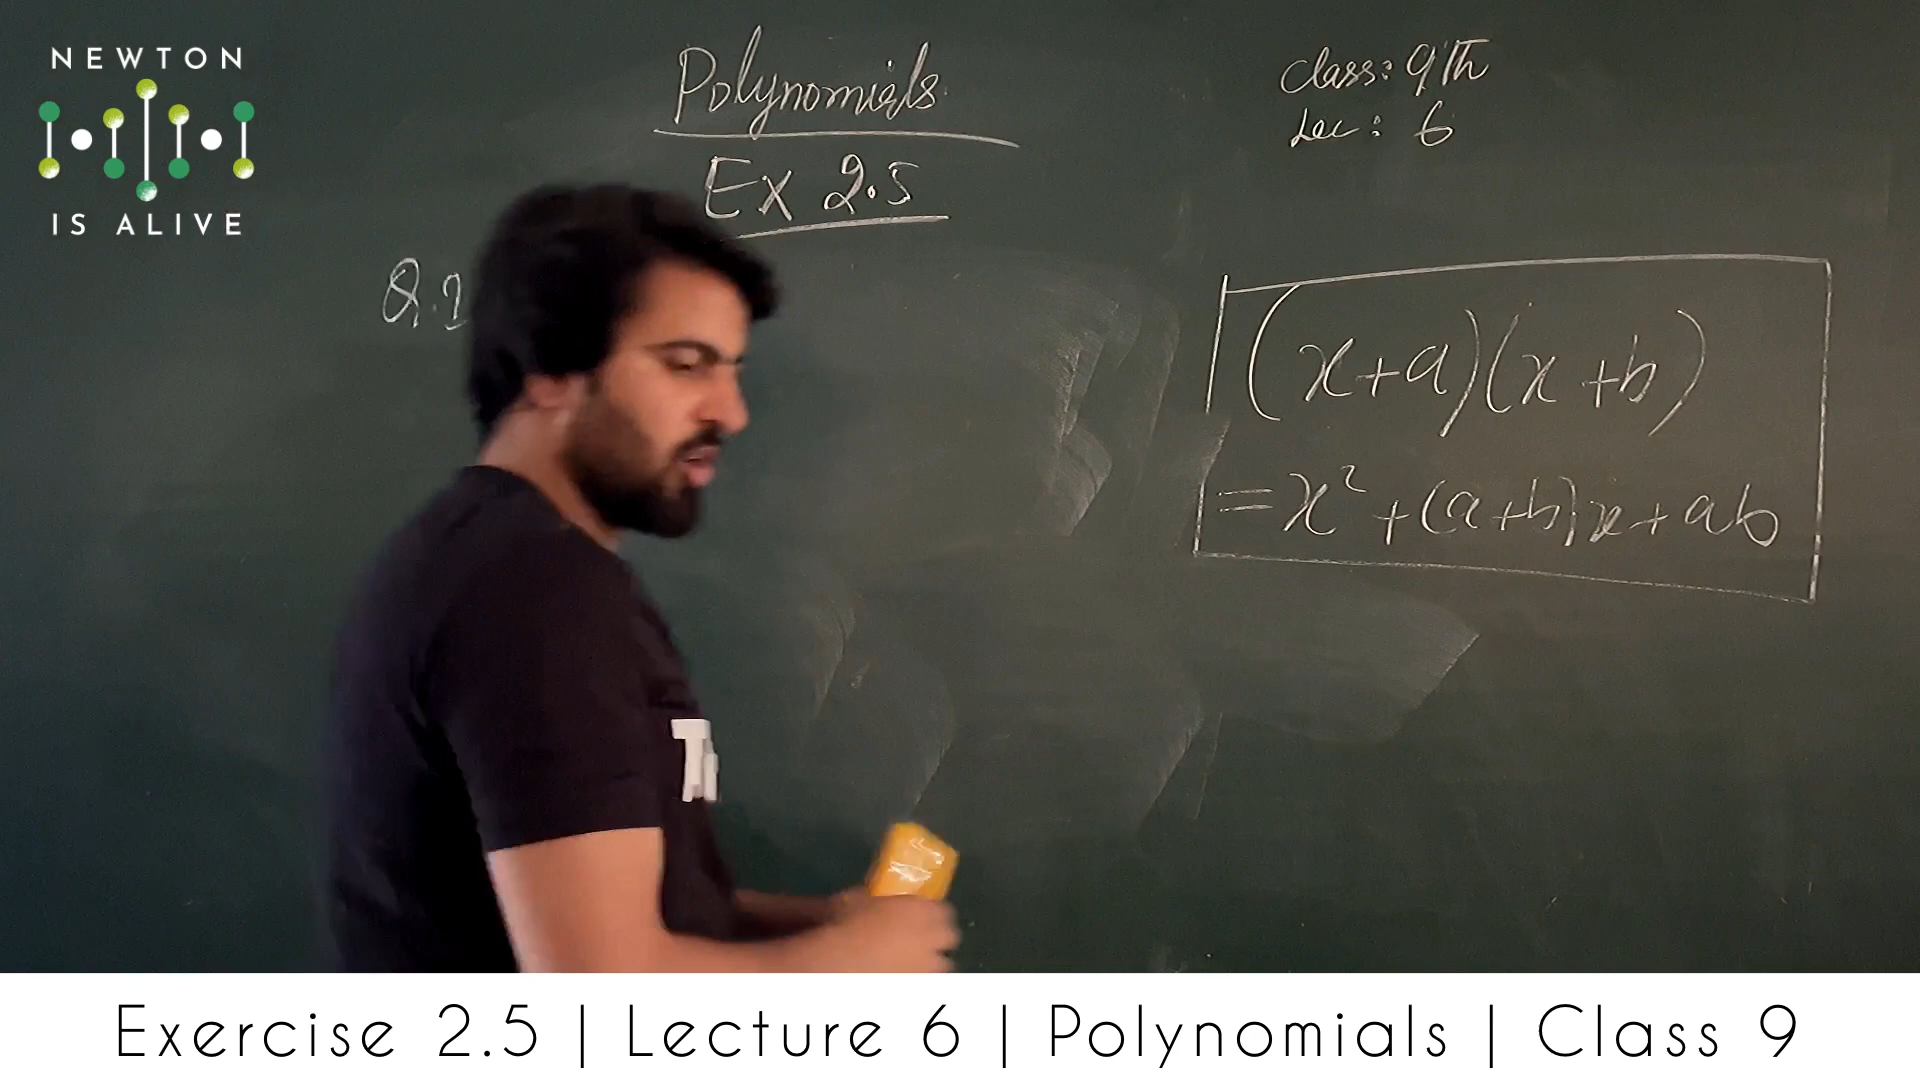 NEWTON
IS ALIVE
Polynomials
Ex 2.5
class: 9th
Lec: 6
Q.1
(x+a)(x+b)
= x² + (a+b)x + ab
Exercise 2.5 | Lecture 6 | Polynomials | Class 9